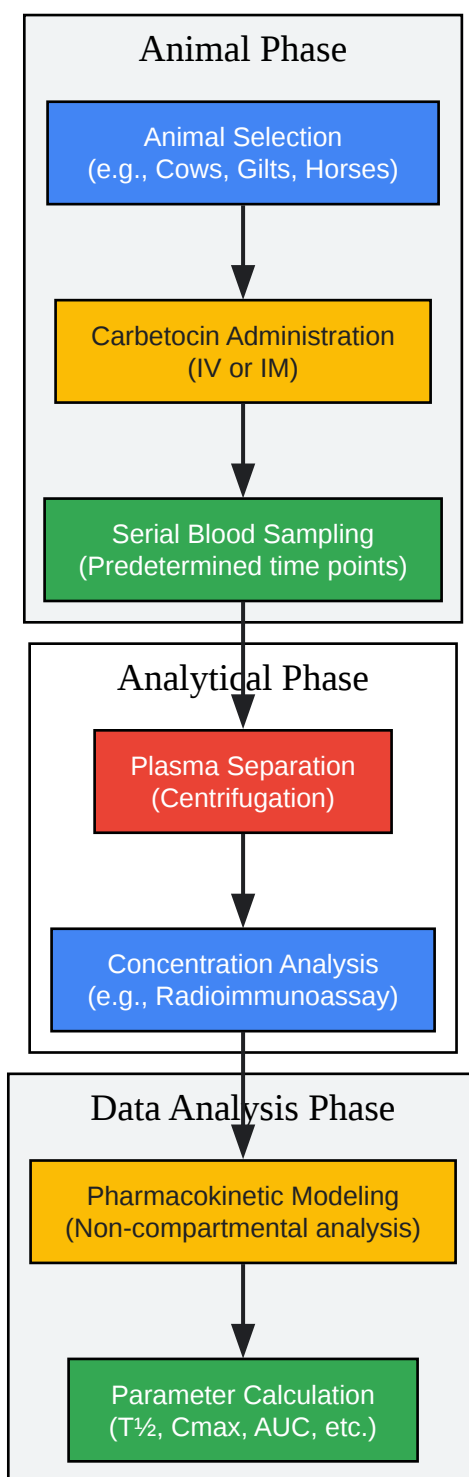 Animal Phase
Animal Selection
(e.g., Cows, Gilts, Horses)
Carbetocin Administration
(IV or IM)
Serial Blood Sampling
(Predetermined time points)
Analytical Phase
Plasma Separation
(Centrifugation)
Concentration Analysis
(e.g., Radioimmunoassay)
Data Analysis Phase
Pharmacokinetic Modeling
(Non-compartmental analysis)
Parameter Calculation
(T½, Cmax, AUC, etc.)